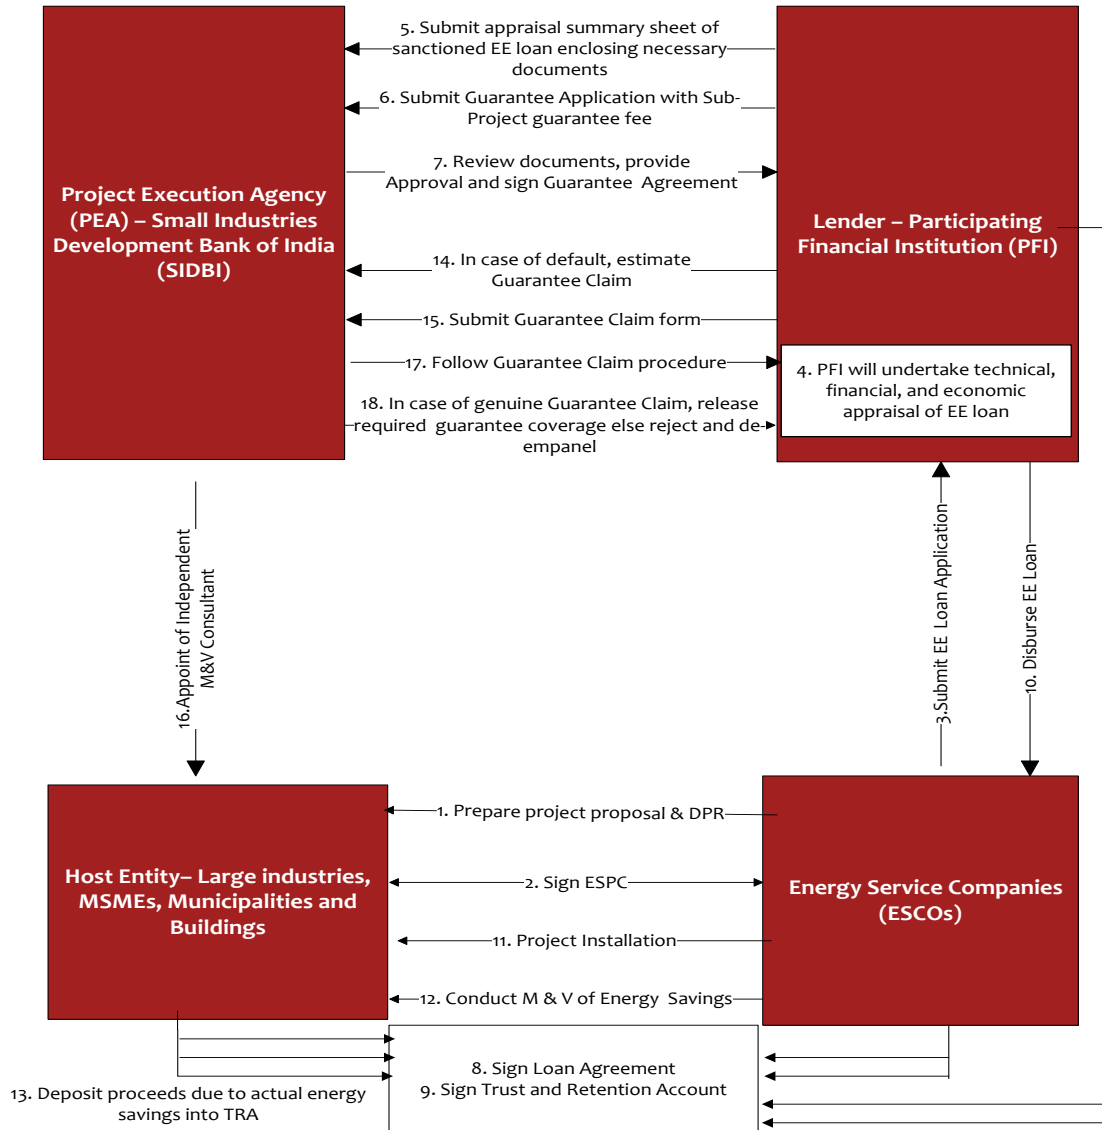 5. Submit appraisal summary sheet of
sanctioned EE loan enclosing necessary
documents
6. Submit Guarantee Application with Sub-
Project guarantee fee
7. Review documents, provide
Approval and sign Guarantee Agreement
Project Execution Agency
(PEA) – Small Industries
Development Bank of India
(SIDBI)
Lender – Participating
Financial Institution (PFI)
14. In case of default, estimate
Guarantee Claim
15. Submit Guarantee Claim form
17. Follow Guarantee Claim procedure
4. PFI will undertake technical,
financial, and economic
appraisal of EE loan
18. In case of genuine Guarantee Claim, release
required guarantee coverage else reject and de-
empanel
16.Appoint of Independent
M&V Consultant
3.Submit EE Loan Application
10. Disburse EE Loan
1. Prepare project proposal & DPR
2. Sign ESPC
Host Entity– Large industries,
MSMEs, Municipalities and
Buildings
Energy Service Companies
(ESCOs)
11. Project Installation
12. Conduct M & V of Energy Savings
8. Sign Loan Agreement
9. Sign Trust and Retention Account
13. Deposit proceeds due to actual energy
savings into TRA